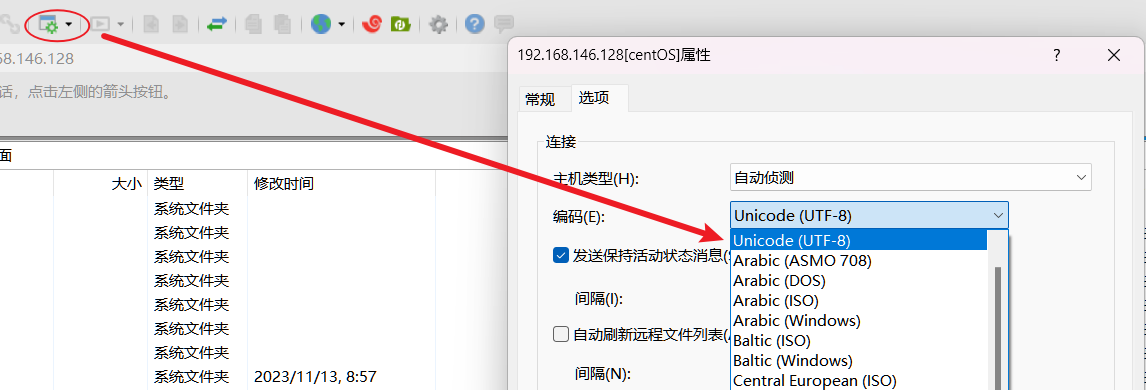 68.146.128
话，点击左侧的箭头按钮。
面
大小 类型 修改时间
系统文件夹
系统文件夹
系统文件夹
系统文件夹
系统文件夹
系统文件夹
系统文件夹
系统文件夹 2023/11/13, 8:57
192.168.146.128[centOS]属性
常规 选项
连接
主机类型(H): 自动侦测
编码(E): Unicode (UTF-8)
Unicode (UTF-8)
Arabic (ASMO 708)
发送保持活动状态消息(
Arabic (DOS)
间隔(I): Arabic (ISO)
Arabic (Windows)
自动刷新远程文件列表(
Baltic (ISO)
Baltic (Windows)
间隔(N): Central European (ISO)